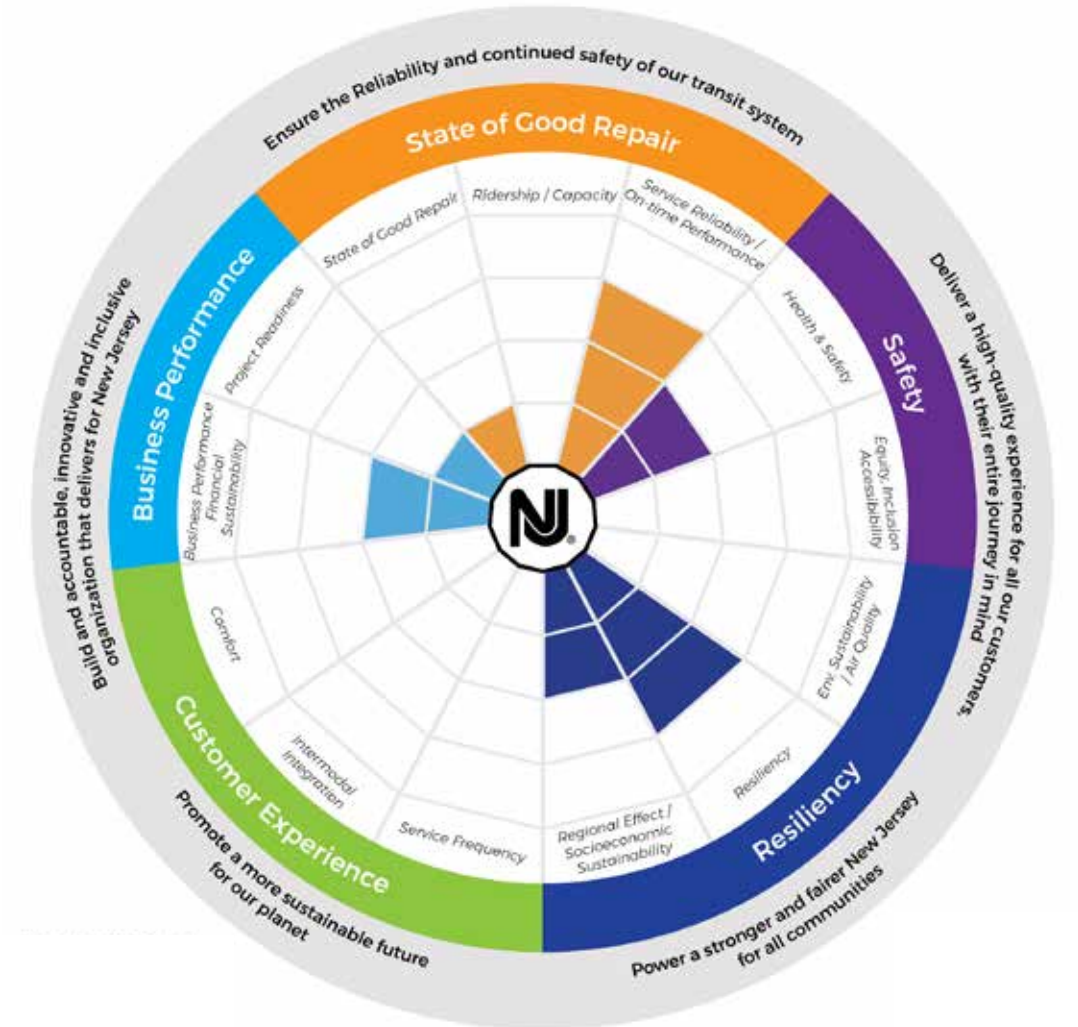 Ensure the Reliability and continued safety of our transit system
State of Good Repair
State of Good Repair
Ridership / Capacity
Service Reliability /
On-time Performance
Deliver a high-quality experience for all our customers,
with their entire journey in mind
Safety
Health & Safety
Equity, Inclusion
Accessibibility
Power a stronger and fairer New Jersey
for all communities
Resiliency
Env. Sustainability
/ Air Quality
Resiliency
Regional Effect /
Socioeconomic
Sustainability
Promote a more sustainable future
for our planet
Customer Experience
Service Frequency
Intermodal
Integration
Comfort
Build and accountable, innovative and inclusive
organization that delivers for New Jersey
Business Performance
Business Performance
Financial
Sustainability
Project Readiness
NJ®